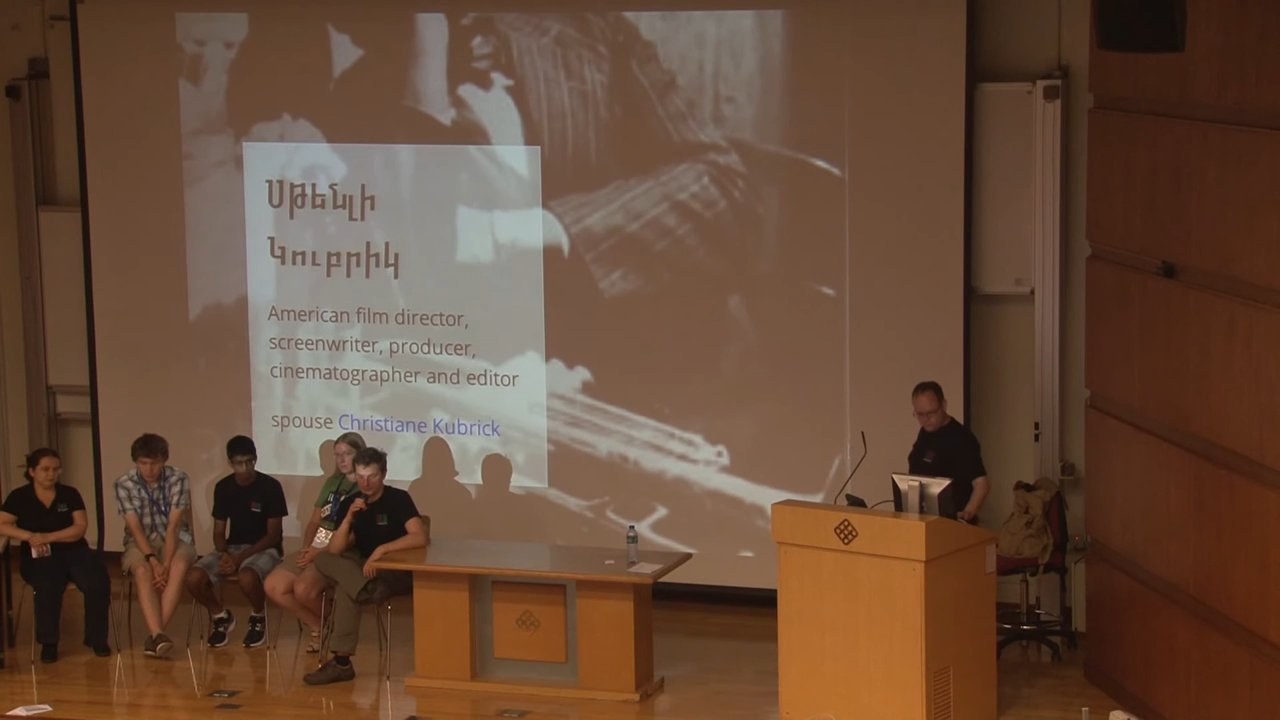 Սթենլի
Կուբրիկ
American film director,
screenwriter, producer,
cinematographer and editor
spouse Christiane Kubrick